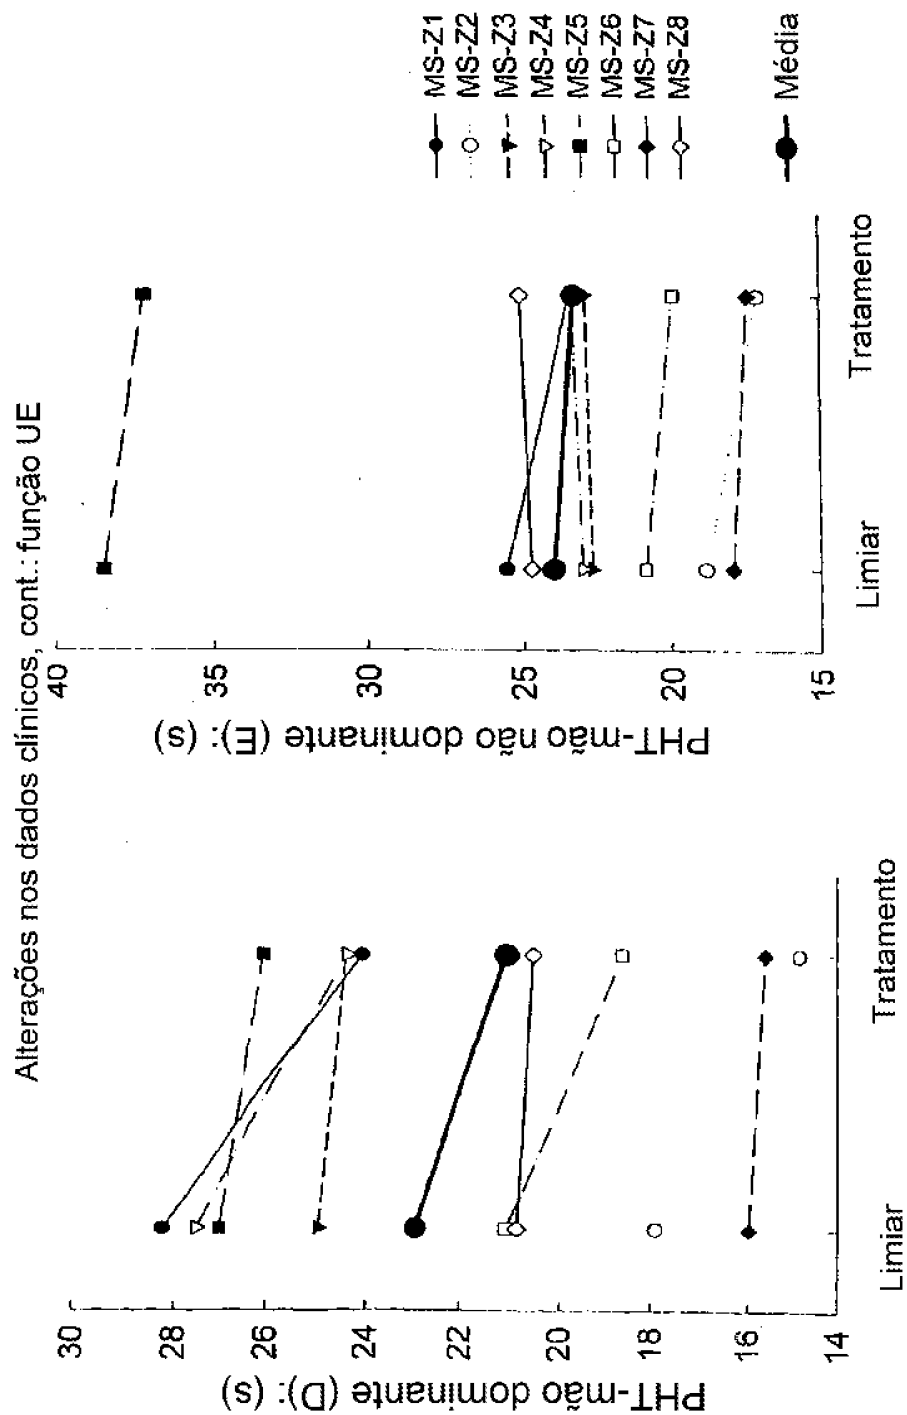 Alterações nos dados clínicos, cont.: função UE
PHT-mão dominante (D): (s)
30
28
26
24
22
20
18
16
14
Limiar
Tratamento
PHT-mão não dominante (E): (s)
40
35
30
25
20
15
Limiar
Tratamento
MS-Z1
MS-Z2
MS-Z3
MS-Z4
MS-Z5
MS-Z6
MS-Z7
MS-Z8
Média